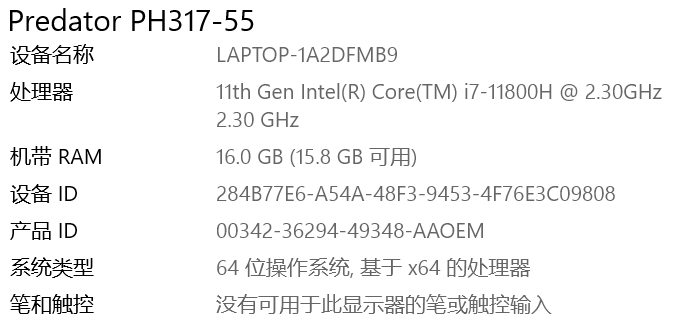 Predator PH317-55
设备名称 LAPTOP-1A2DFMB9
处理器 11th Gen Intel(R) Core(TM) i7-11800H @ 2.30GHz
2.30 GHz
机带 RAM 16.0 GB (15.8 GB 可用)
设备 ID 284B77E6-A54A-48F3-9453-4F76E3C09808
产品 ID 00342-36294-49348-AAOEM
系统类型 64 位操作系统, 基于 x64 的处理器
笔和触控 没有可用于此显示器的笔或触控输入